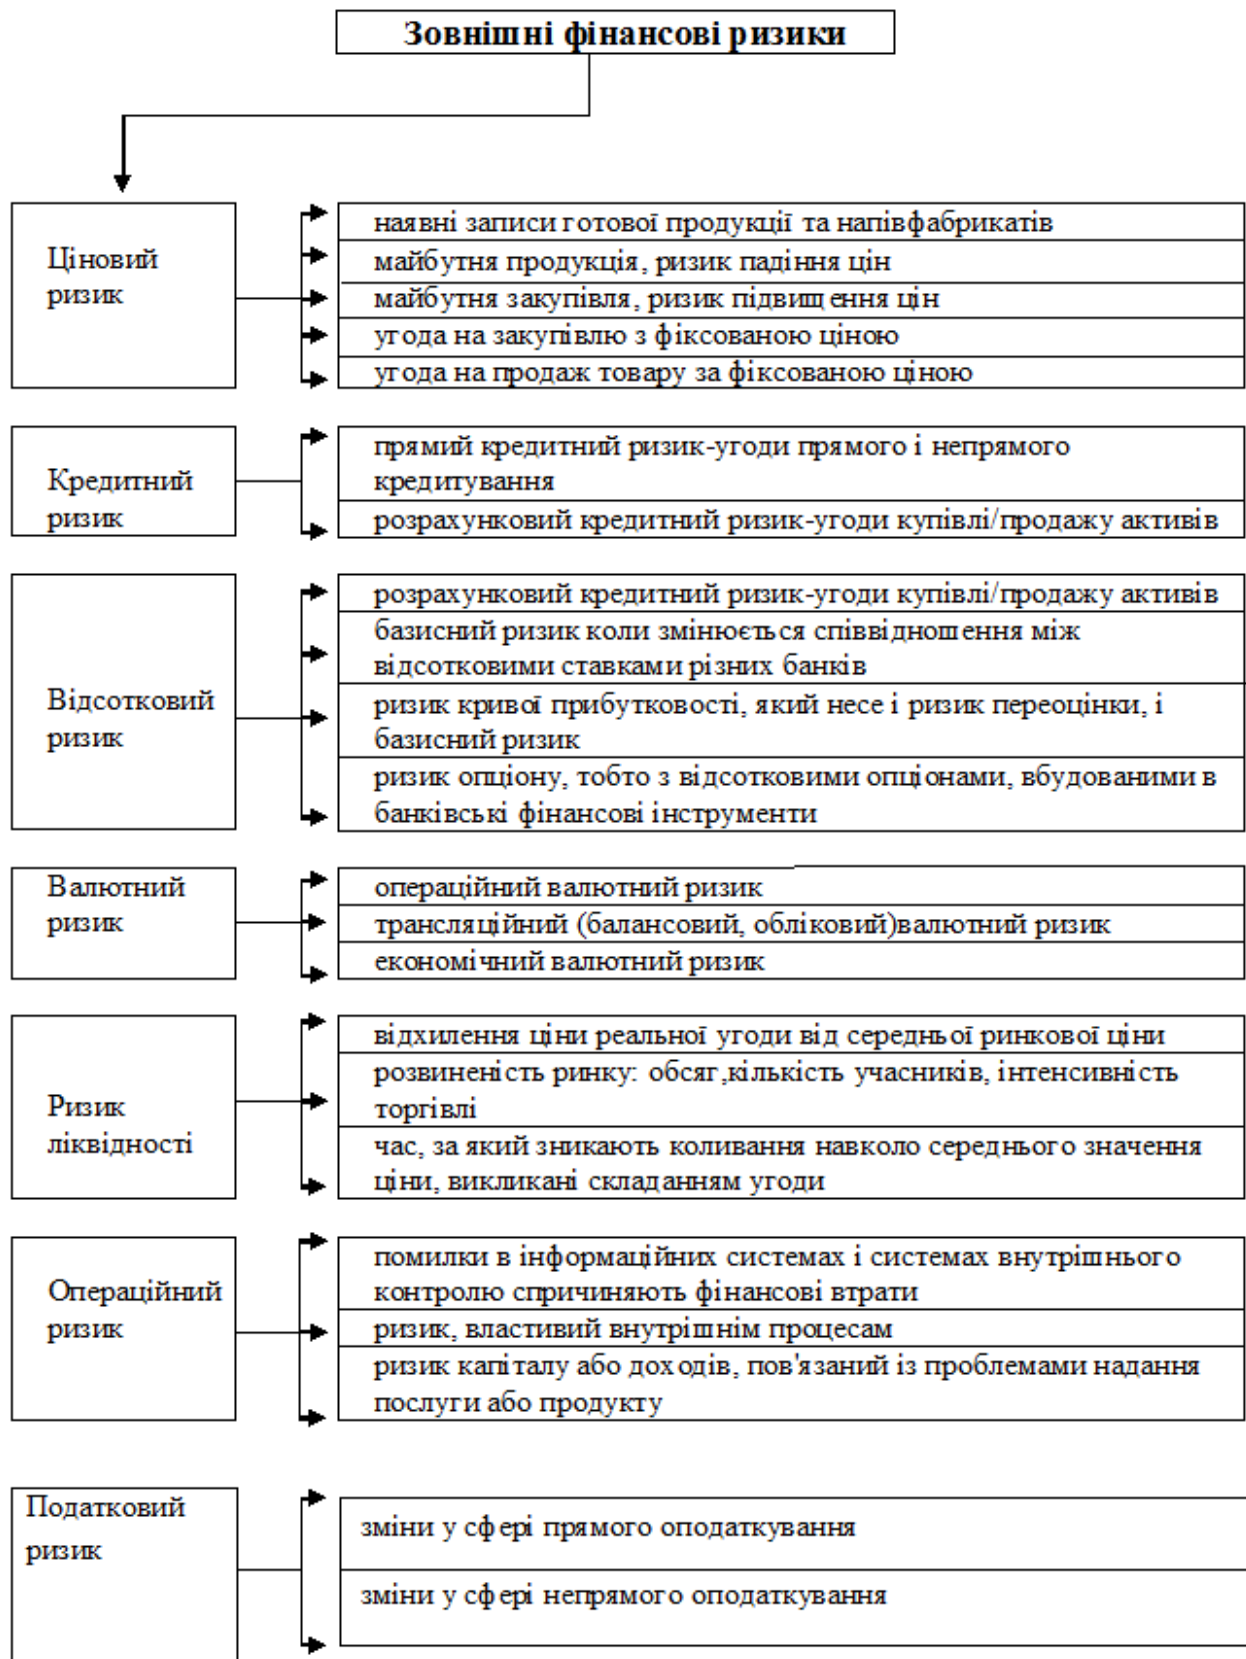 Зовнішні фінансові ризики
Ціновий
ризик
наявні записи готової продукції та напівфабрикатів
майбутня продукція, ризик падіння цін
майбутня закупівля, ризик підвищення цін
угода на закупівлю з фіксованою ціною
угода на продаж товару за фіксованою ціною
Кредитний
ризик
прямий кредитний ризик-угоди прямого і непрямого
кредитування
розрахунковий кредитний ризик-угоди купівлі/продажу активів
Відсотковий
ризик
розрахунковий кредитний ризик-угоди купівлі/продажу активів
базисний ризик коли змінюється співвідношення між
відсотковими ставками різних банків
ризик кривої прибутковості, який несе і ризик переоцінки, і
базисний ризик
ризик опціону, тобто з відсотковими опціонами, вбудованими в
банківські фінансові інструменти
Валютний
ризик
операційний валютний ризик
трансляційний (балансовий, обліковий)валютний ризик
економічний валютний ризик
Ризик
ліквідності
відхилення ціни реальної угоди від середньої ринкової ціни
розвиненість ринку: обсяг,кількість учасників, інтенсивність
торгівлі
час, за який зникають коливання навколо середнього значення
ціни, викликані складанням угоди
Операційний
ризик
помилки в інформаційних системах і системах внутрішнього
контролю спричиняють фінансові втрати
ризик, властивий внутрішнім процесам
ризик капіталу або доходів, пов'язаний із проблемами надання
послуги або продукту
Податковий
ризик
зміни у сфері прямого оподаткування
зміни у сфері непрямого оподаткування